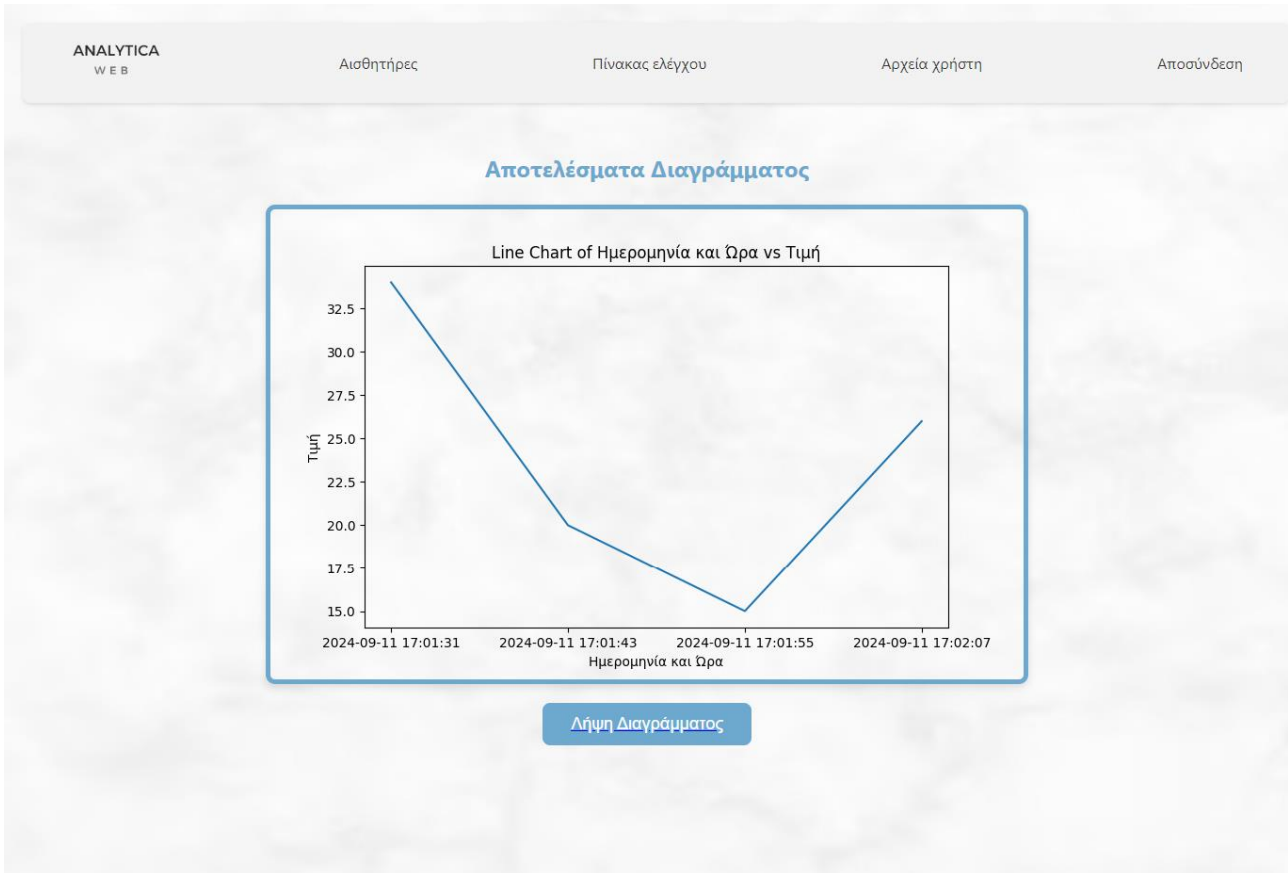 ANALYTICA
WEB
Αισθητήρες
Πίνακας ελέγχου
Αρχεία χρήστη
Αποσύνδεση
Αποτελέσματα Διαγράμματος
Line Chart of Ημερομηνία και Ώρα vs Τιμή
32.5
30.0
27.5
25.0
22.5
20.0
17.5
15.0
Τιμή
2024-09-11 17:01:31
2024-09-11 17:01:43
2024-09-11 17:01:55
2024-09-11 17:02:07
Ημερομηνία και Ώρα
Λήψη Διαγράμματος